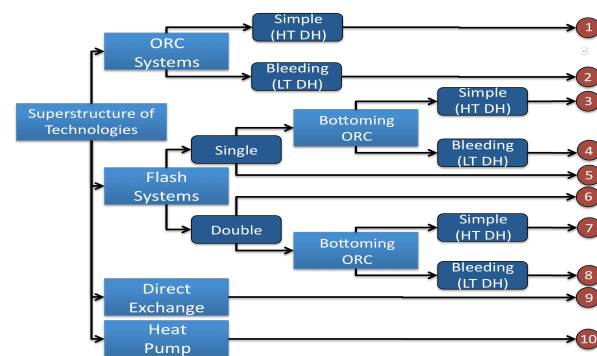 Simple
(HT DH)
1
ORC
Systems
3
Bleeding
(LT DH)
2
Simple
(HT DH)
3
Superstructure of
Technologies
Bottoming
ORC
Single
Bleeding
(LT DH)
4
5
Flash
Systems
6
Double
Simple
(HT DH)
7
Bottoming
ORC
Bleeding
(LT DH)
8
Direct
Exchange
9
Heat
Pump
10